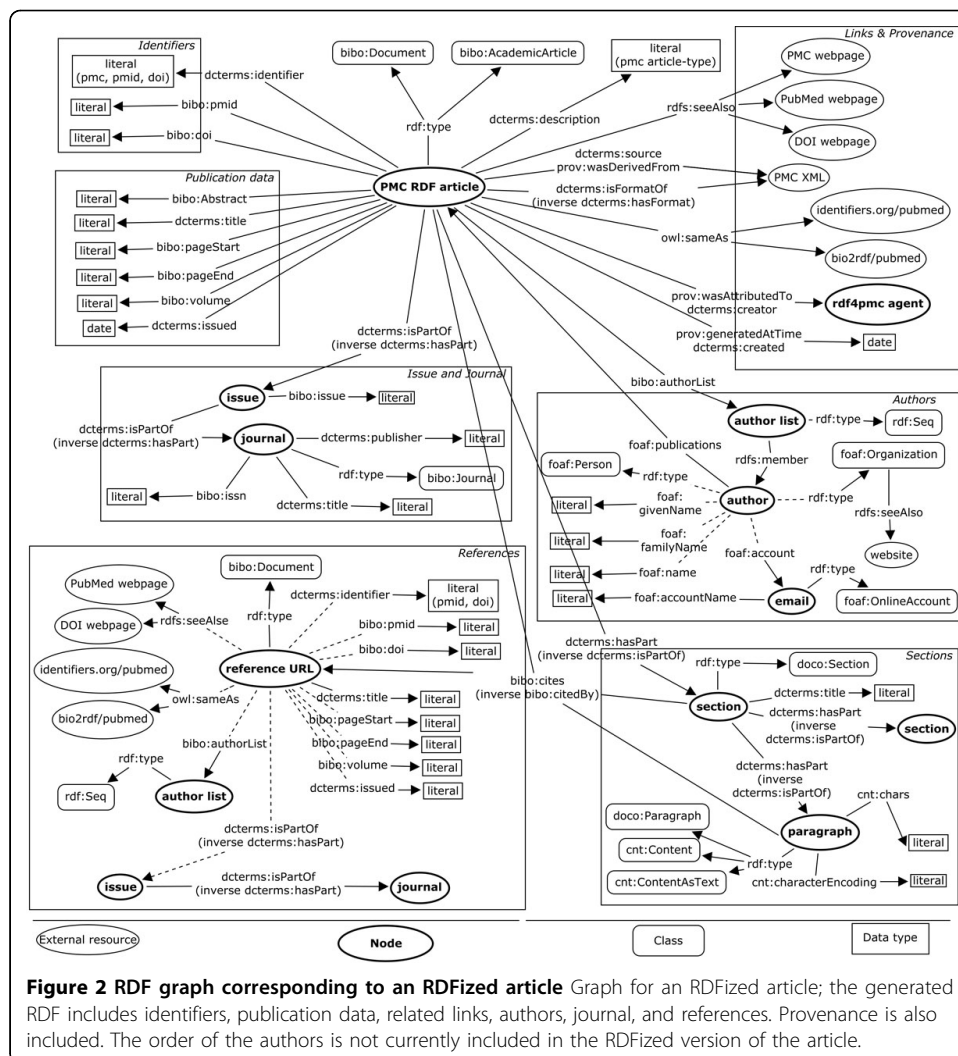 Identifiers
literal
(pmc, pmid, doi)
dcterms:identifier
literal
bibo:pmid
literal
bibo:doi
bibo:Document
bibo:AcademicArticle
rdf:type
literal
(pmc article-type)
dcterms:description
Links & Provenance
PMC webpage
rdfs:seeAlso
PubMed webpage
DOI webpage
dcterms:source
prov:wasDerivedFrom
PMC XML
dcterms:isFormatOf
(inverse dcterms:hasFormat)
identifiers.org/pubmed
owl:sameAs
bio2rdf/pubmed
prov:wasAttributedTo
dcterms:creator
rdf4pmc agent
prov:generatedAtTime
dcterms:created
date
PMC RDF article
Publication data
literal
bibo:Abstract
literal
dcterms:title
literal
bibo:pageStart
literal
bibo:pageEnd
literal
bibo:volume
date
dcterms:issued
dcterms:isPartOf
(inverse dcterms:hasPart)
Issue and Journal
issue
bibo:issue
literal
dcterms:isPartOf
(inverse dcterms:hasPart)
journal
dcterms:publisher
literal
rdf:type
bibo:Journal
literal
bibo:issn
dcterms:title
literal
bibo:authorList
Authors
author list
rdf:type
rdf:Seq
foaf:publications
rdfs:member
foaf:Person
rdf:type
foaf:Organization
author
rdf:type
literal
foaf:
givenName
rdfs:seeAlso
literal
foaf:
familyName
website
foaf:account
literal
foaf:name
rdf:type
literal
foaf:accountName
email
foaf:OnlineAccount
References
bibo:Document
PubMed webpage
rdfs:seeAlse
DOI webpage
rdf:type
dcterms:identifier
literal
(pmid, doi)
bibo:pmid
literal
bibo:doi
literal
identifiers.org/pubmed
reference URL
owl:sameAs
bio2rdf/pubmed
dcterms:title
literal
bibo:pageStart
literal
bibo:pageEnd
literal
bibo:volume
literal
dcterms:issued
literal
bibo:authorList
rdf:type
rdf:Seq
author list
dcterms:isPartOf
(inverse dcterms:hasPart)
issue
dcterms:isPartOf
(inverse dcterms:hasPart)
journal
dcterms:hasPart
(inverse dcterms:isPartOf)
bibo:cites
(inverse bibo:citedBy)
Sections
rdf:type
doco:Section
section
dcterms:title
literal
dcterms:hasPart
(inverse
dcterms:isPartOf)
section
dcterms:hasPart
(inverse
dcterms:isPartOf)
cnt:chars
doco:Paragraph
paragraph
literal
cnt:Content
rdf:type
cnt:ContentAsText
cnt:characterEncoding
literal
External resource
Node
Class
Data type
Figure 2 RDF graph corresponding to an RDFized article Graph for an RDFized article; the generated
RDF includes identifiers, publication data, related links, authors, journal, and references. Provenance is also
included. The order of the authors is not currently included in the RDFized version of the article.